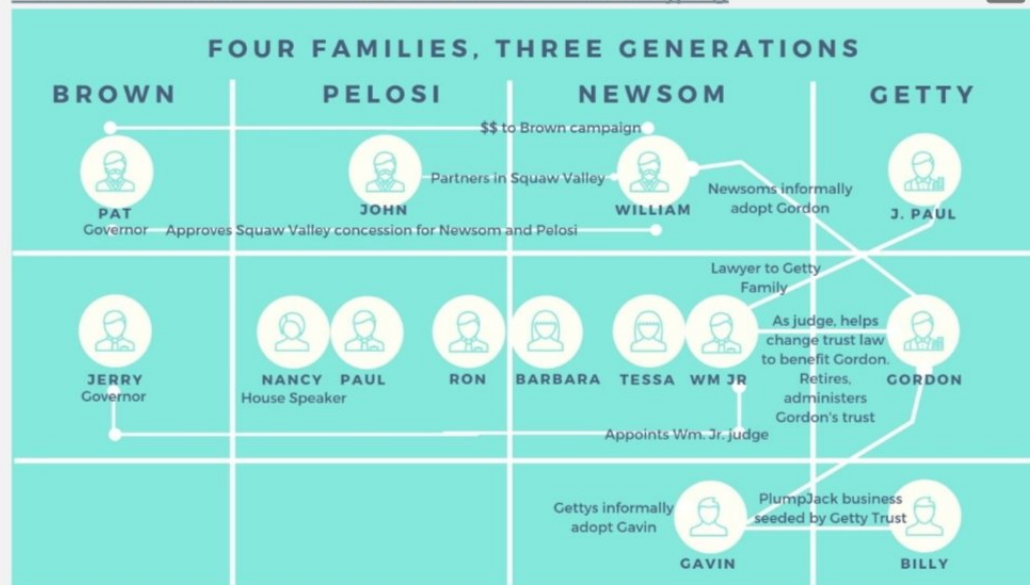 FOUR FAMILIES, THREE GENERATIONS
BROWN
PELOSI
NEWSOM
GETTY
$$ to Brown campaign
Partners in Squaw Valley
PAT
Governor
JOHN
WILLIAM
Newsoms informally
adopt Gordon
J. PAUL
Approves Squaw Valley concession for Newsom and Pelosi
Lawyer to Getty
Family
JERRY
Governor
NANCY
House Speaker
PAUL
RON
BARBARA
TESSA
WM JR
As judge, helps
change trust law
to benefit Gordon.
Retires,
administers
Gordon's trust
GORDON
Appoints Wm. Jr. judge
Gettys informally
adopt Gavin
GAVIN
PlumpJack business
seeded by Getty Trust
BILLY